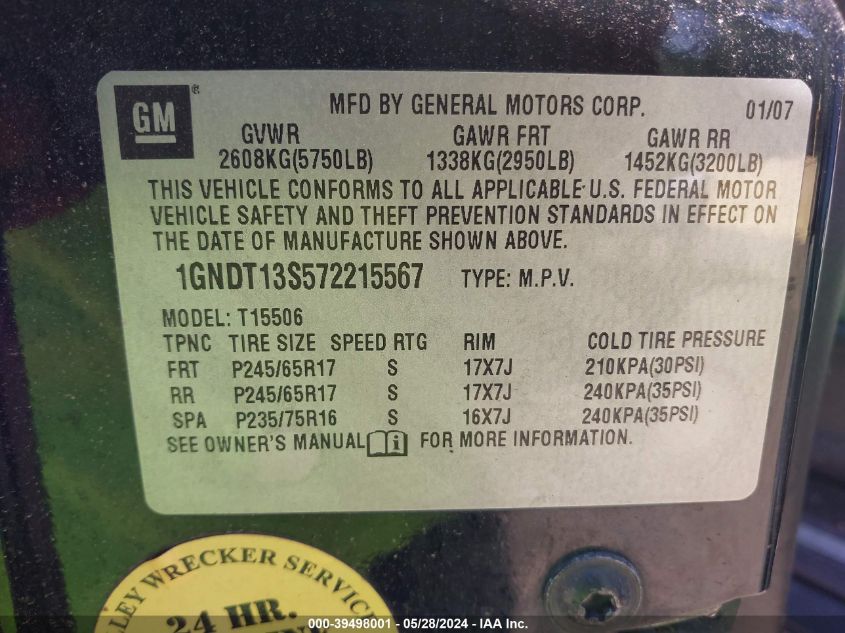 GM ® MFD BY GENERAL MOTORS CORP. 01/07
GVWR GAWR FRT GAWR RR
2608KG(5750LB) 1338KG(2950LB) 1452KG(3200LB)
THIS VEHICLE CONFORMS TO ALL APPLICABLE U.S. FEDERAL MOTOR
VEHICLE SAFETY AND THEFT PREVENTION STANDARDS IN EFFECT ON
THE DATE OF MANUFACTURE SHOWN ABOVE.
1GNDT13S572215567 TYPE: M.P.V.
MODEL: T15506
TPNC TIRE SIZE SPEED RTG RIM COLD TIRE PRESSURE
FRT P245/65R17 S 17X7J 210KPA(30PSI)
RR P245/65R17 S 17X7J 240KPA(35PSI)
SPA P235/75R16 S 16X7J 240KPA(35PSI)
SEE OWNER'S MANUAL i FOR MORE INFORMATION.
LEY WRECKER SERVICE
24 HR.
000-39498001 - 05/28/2024 - IAA Inc.